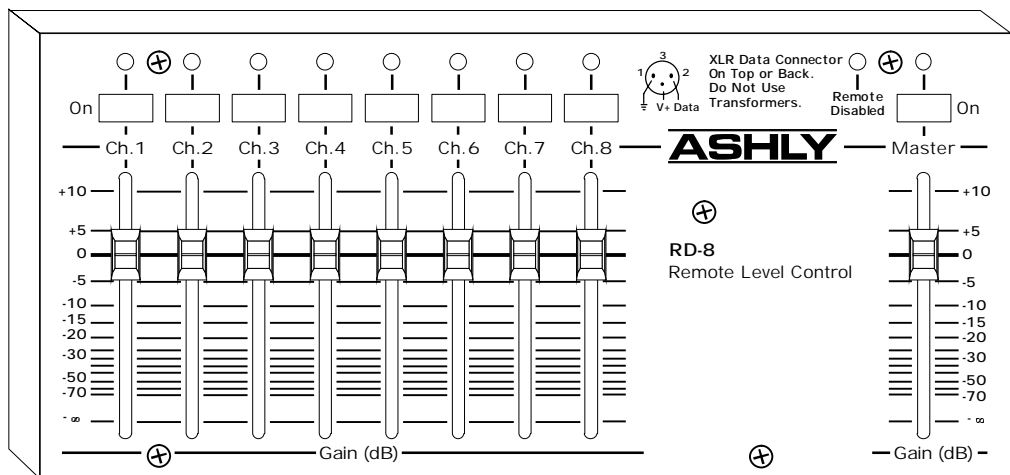 3
1 2
V+ Data
XLR Data Connector
On Top or Back.
Do Not Use
Transformers.
Remote
Disabled
On
On
Ch.1 Ch.2 Ch.3 Ch.4 Ch.5 Ch.6 Ch.7 Ch.8
ASHLY
Master
+10
+5
0
-5
-10
-15
-20
-30
-50
-70
-∞
Gain (dB)
RD-8
Remote Level Control
+10
+5
0
-5
-10
-15
-20
-30
-50
-70
-∞
Gain (dB)